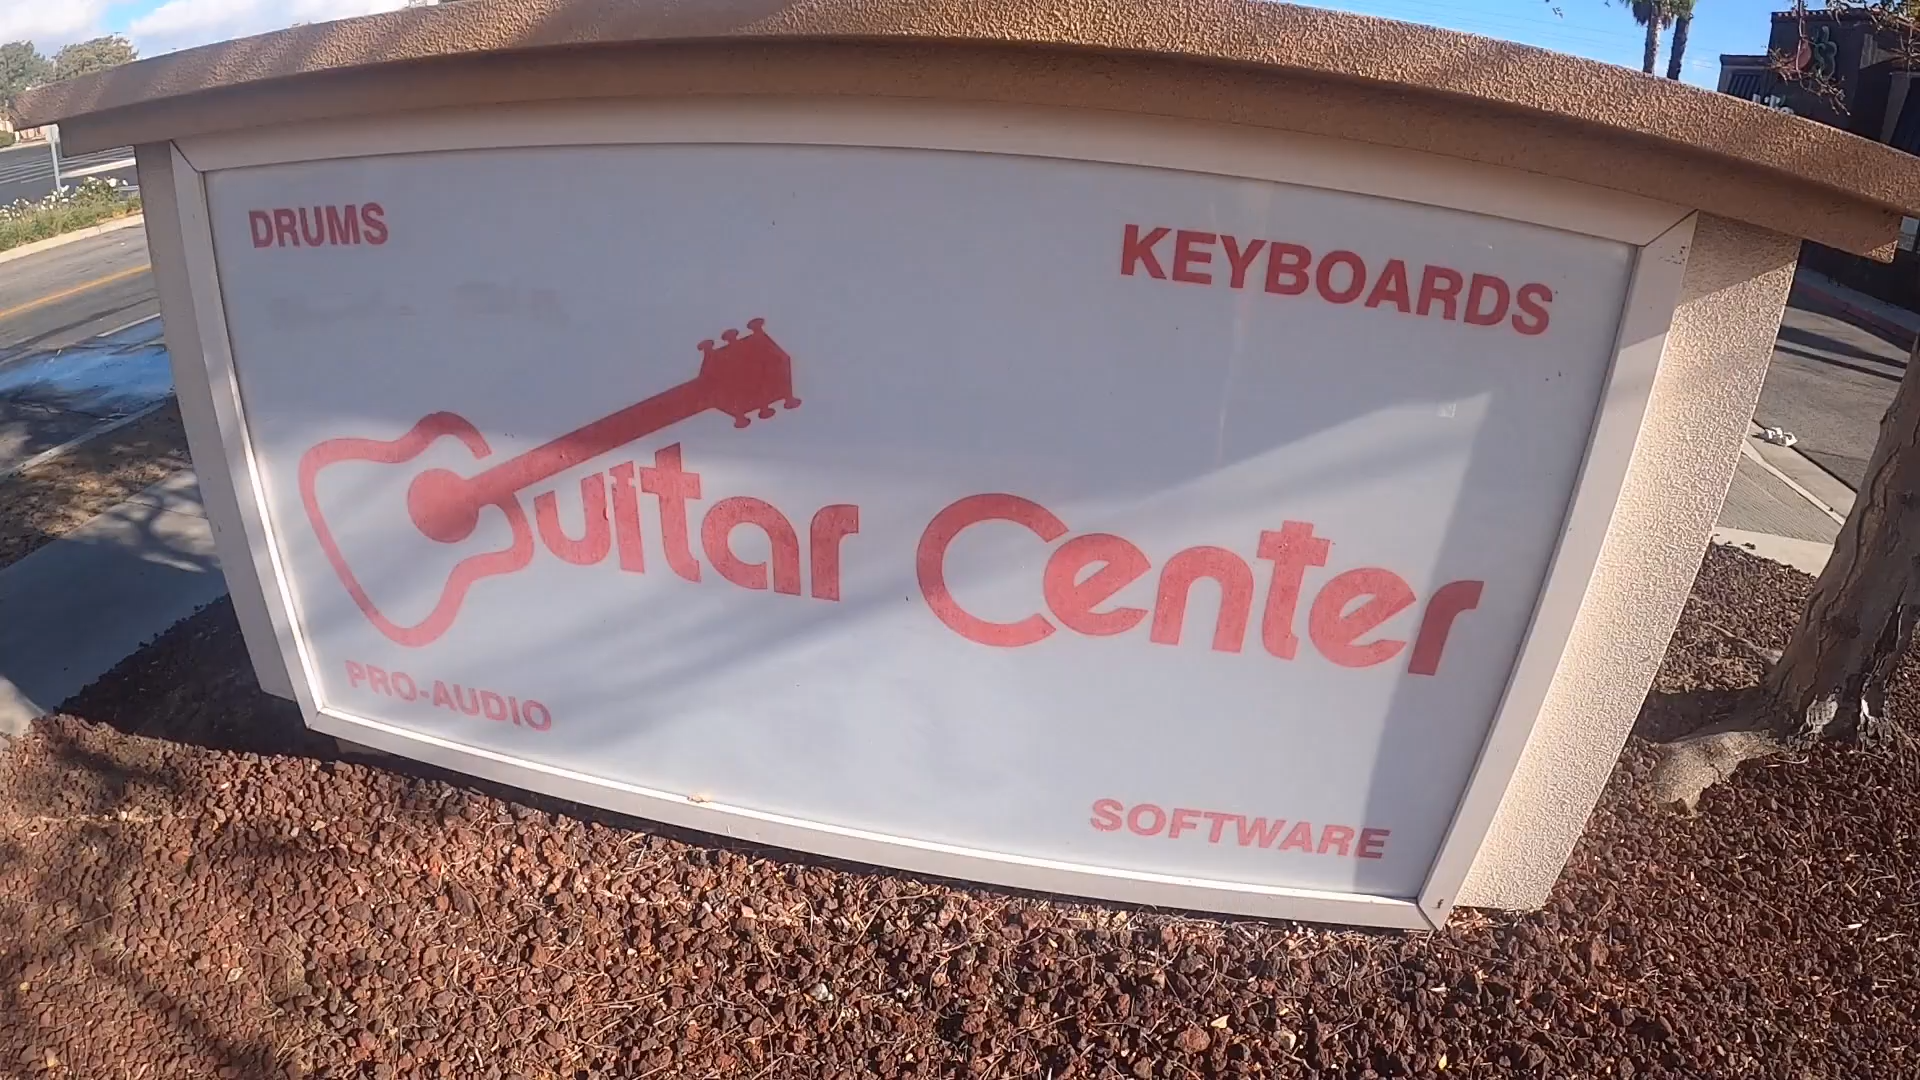 DRUMS
KEYBOARDS
Guitar Center
PRO-AUDIO
SOFTWARE